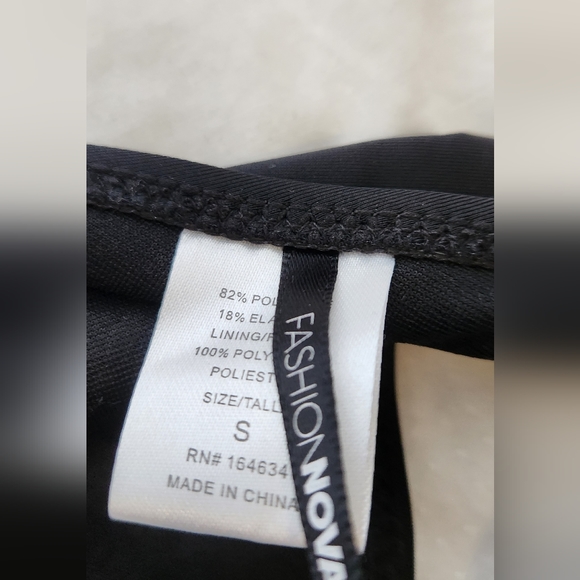 82% POL
18% ELA
LINING/F
100% POLY
POLIEST
SIZE/TALL
S
RN# 164634
MADE IN CHINA
FASHIONNOVA